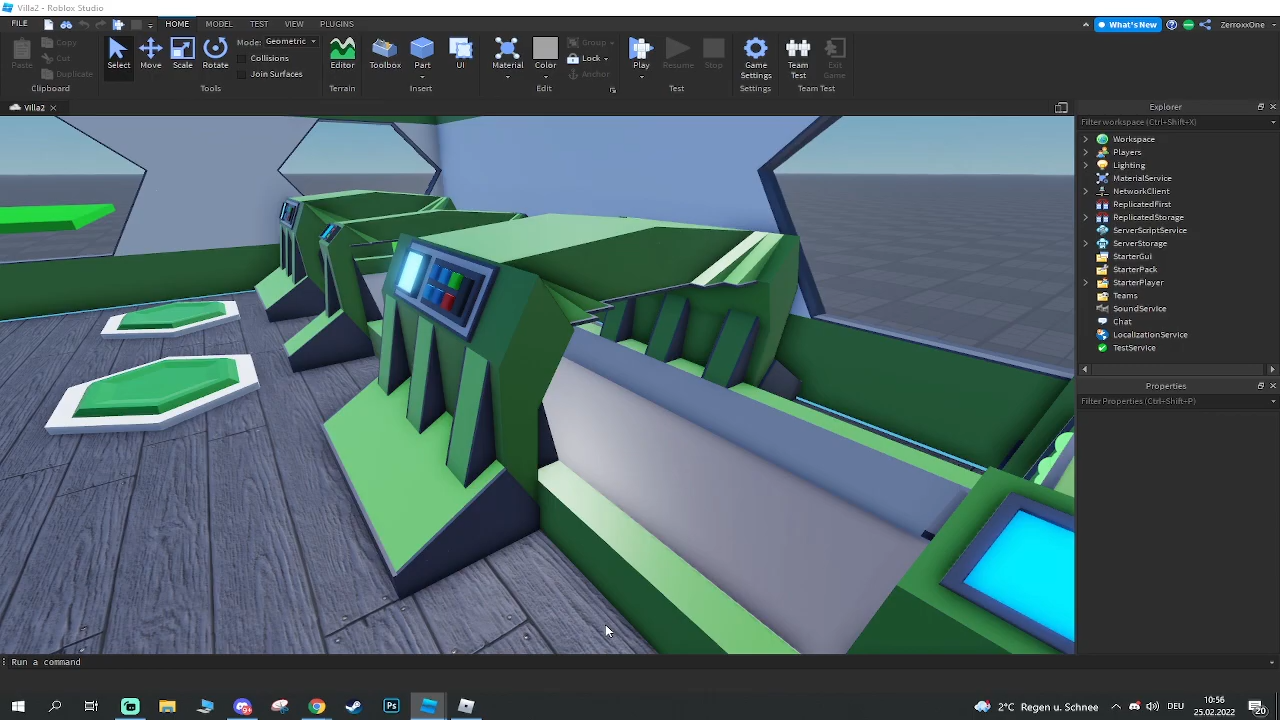 Villa2 - Roblox Studio
FILE HOME MODEL TEST VIEW PLUGINS What's New ZerroxxOne
Paste Copy Cut Duplicate Select Move Scale Rotate Mode: Geometric Collisions Join Surfaces Editor Toolbox Part UI Material Color Group Lock Anchor Play Resume Stop Game Settings Team Test Exit Game
Clipboard Tools Terrain Insert Edit Test Settings Team Test
Villa2
Explorer
Filter workspace (Ctrl+Shift+X)
Workspace
Players
Lighting
MaterialService
NetworkClient
ReplicatedFirst
ReplicatedStorage
ServerScriptService
ServerStorage
StarterGui
StarterPack
StarterPlayer
Teams
SoundService
Chat
LocalizationService
TestService
Properties
Filter Properties (Ctrl+Shift+P)
Run a command
Ps 2°C Regen u. Schnee DEU 10:56
25.02.2022